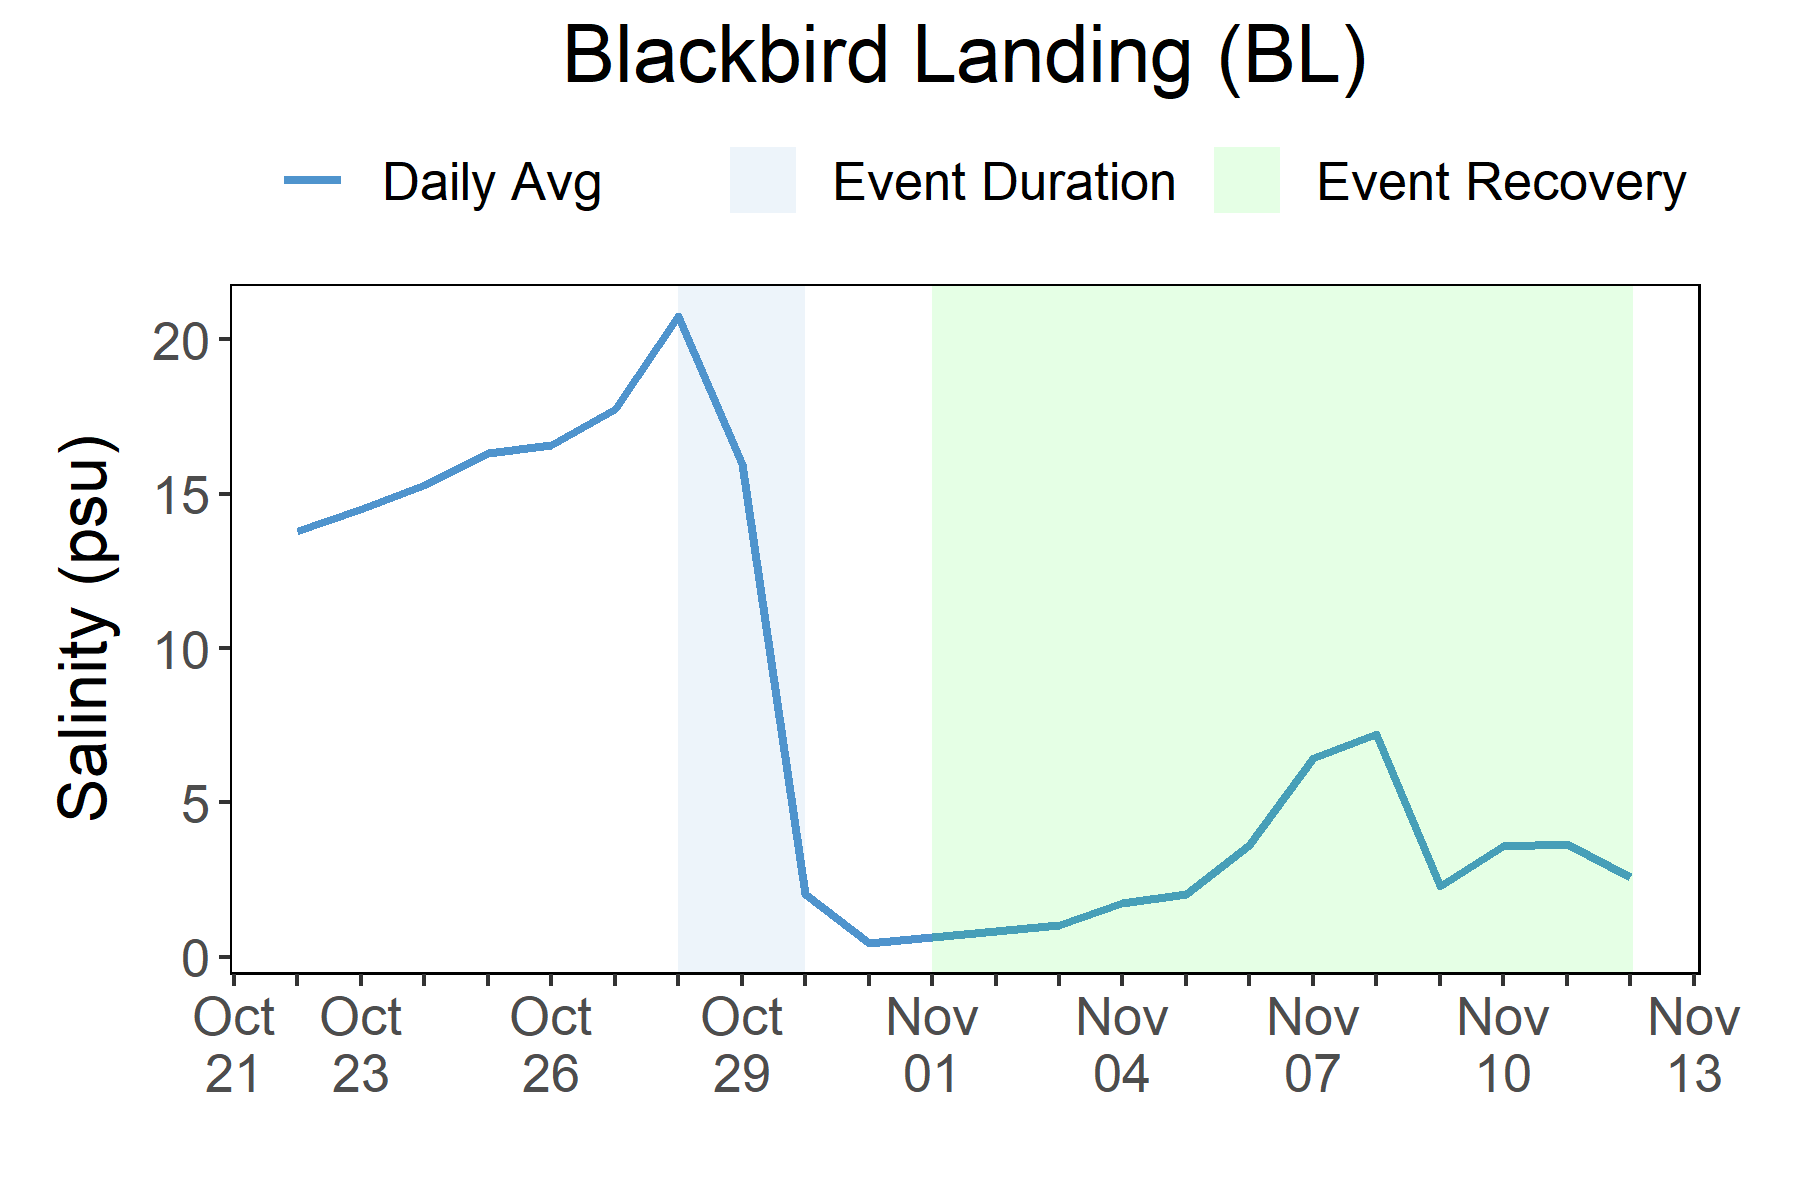 Blackbird Landing (BL)
Daily Avg Event Duration Event Recovery
Salinity (psu)
20
15
10
5
0
Oct Oct Oct Oct Nov Nov Nov Nov Nov
21 23 26 29 01 04 07 10 13